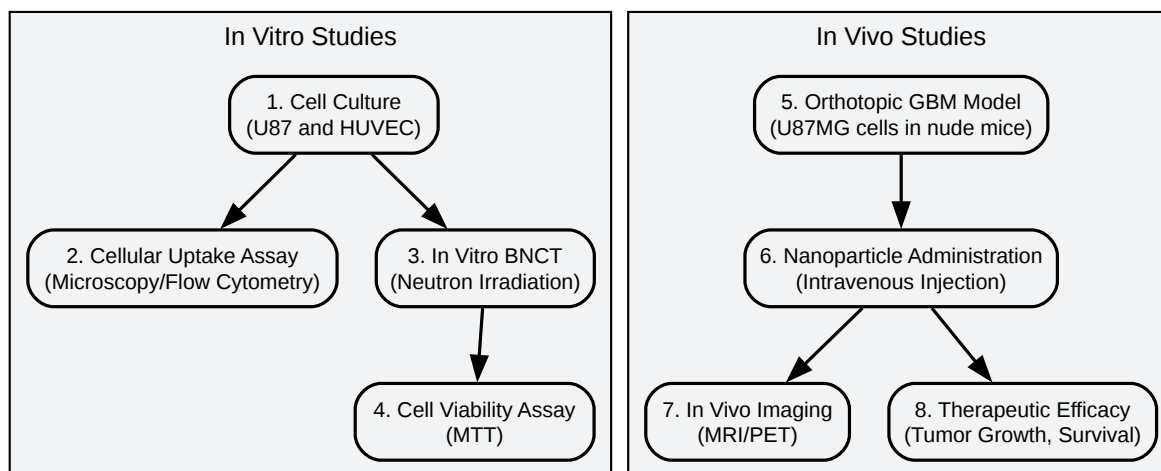 In Vitro Studies
1. Cell Culture
(U87 and HUVEC)
2. Cellular Uptake Assay
(Microscopy/Flow Cytometry)
3. In Vitro BNCT
(Neutron Irradiation)
4. Cell Viability Assay
(MTT)
In Vivo Studies
5. Orthotopic GBM Model
(U87MG cells in nude mice)
6. Nanoparticle Administration
(Intravenous Injection)
7. In Vivo Imaging
(MRI/PET)
8. Therapeutic Efficacy
(Tumor Growth, Survival)